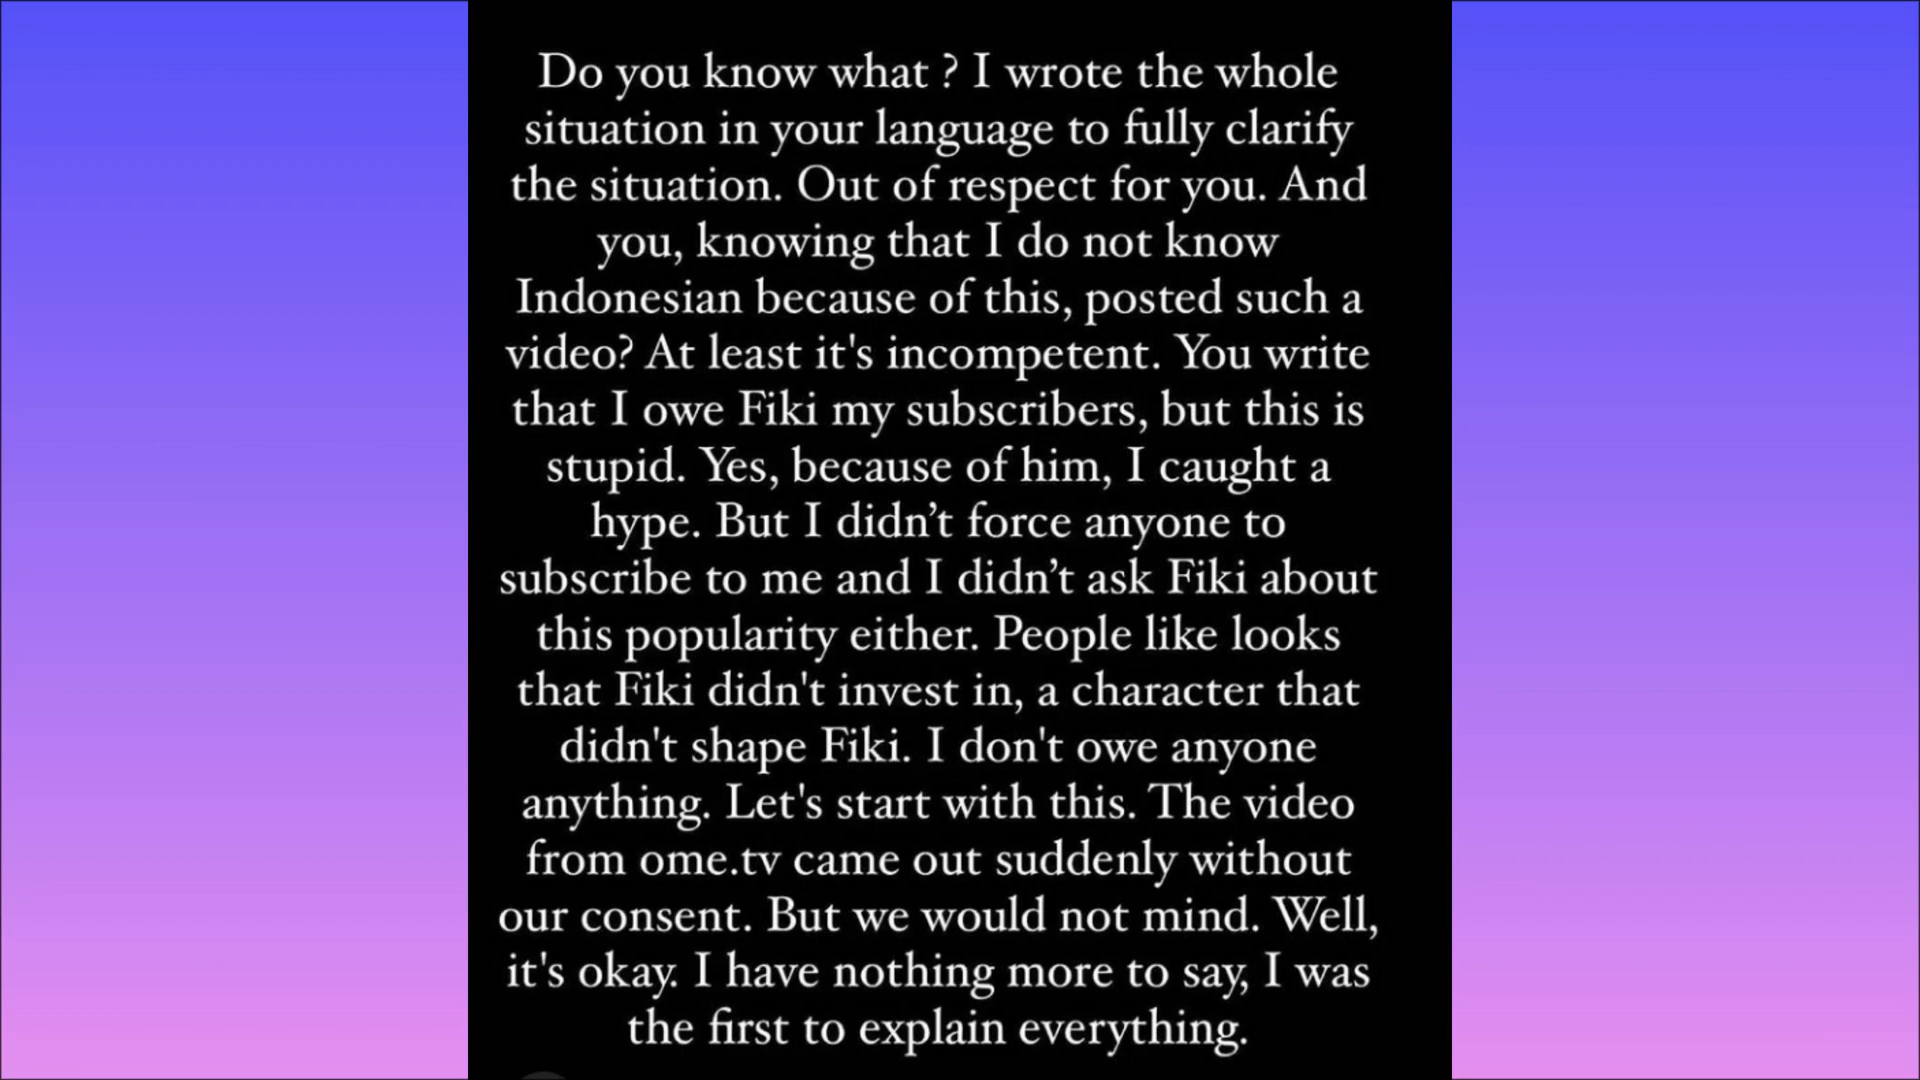 Do you know what ? I wrote the whole
situation in your language to fully clarify
the situation. Out of respect for you. And
you, knowing that I do not know
Indonesian because of this, posted such a
video? At least it's incompetent. You write
that I owe Fiki my subscribers, but this is
stupid. Yes, because of him, I caught a
hype. But I didn’t force anyone to
subscribe to me and I didn’t ask Fiki about
this popularity either. People like looks
that Fiki didn't invest in, a character that
didn't shape Fiki. I don't owe anyone
anything. Let's start with this. The video
from ome.tv came out suddenly without
our consent. But we would not mind. Well,
it's okay. I have nothing more to say, I was
the first to explain everything.